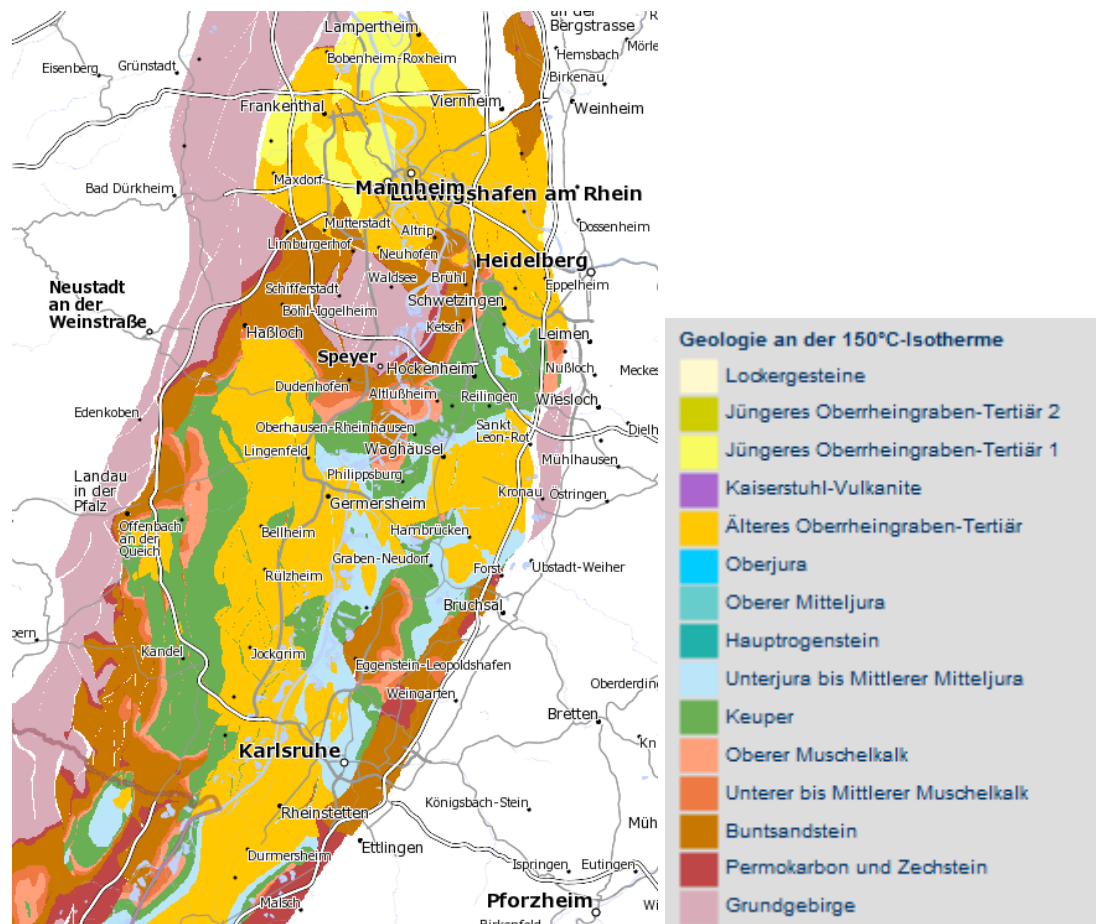 an der
Bergstrasse
Lampertheim
Hemsbach
Mörle
Eisenberg
Grünstadt
Bobenheim-Roxheim
Birkenau
Frankenthal
Viernheim
Weinheim
Bad Dürkheim
Maxdorf
Mannheim
Ludwigshafen am Rhein
Mutterstadt
Altrip
Dossenheim
Limburgerhof
Neuhofen
Heidelberg
Neustadt
an der
Weinstraße
Schifferstadt
Waldsee
Brühl
Eppelheim
Böhl-Iggelheim
Schwetzingen
Haßloch
Ketsch
Leimen
Speyer
Hockenheim
Nußloch
Mecke
Dudenhofen
Altlußheim
Reilingen
Wiesloch
Edenkoben
Oberhausen-Rheinhausen
Sankt
Leon-Rot
Dielh
Lingenfeld
Waghäusel
Mühlhausen
Landau
in der
Pfalz
Philippsburg
Germersheim
Kronau
Östringen
Offenbach
an der
Queich
Bellheim
Hambrücken
Graben-Neudorf
Forst
Ubstadt-Weiher
Rülzheim
Bruchsal
bern
Kandel
Jockgrim
Eggenstein-Leopoldshafen
Weingarten
Oberderdin
Bretten
Kn
Karlsruhe
Königsbach-Stein
Rheinstetten
Müh
Ettlingen
Durmersheim
Ispringen
Eutingen
Malsch
Pforzheim
Wi
Birkenfeld
Geologie an der 150°C-Isotherme
Lockergesteine
Jüngeres Oberrheingraben-Tertiär 2
Jüngeres Oberrheingraben-Tertiär 1
Kaiserstuhl-Vulkanite
Älteres Oberrheingraben-Tertiär
Oberjura
Oberer Mitteljura
Hauptrogenstein
Unterjura bis Mittlerer Mitteljura
Keuper
Oberer Muschelkalk
Unterer bis Mittlerer Muschelkalk
Buntsandstein
Permokarbon und Zechstein
Grundgebirge